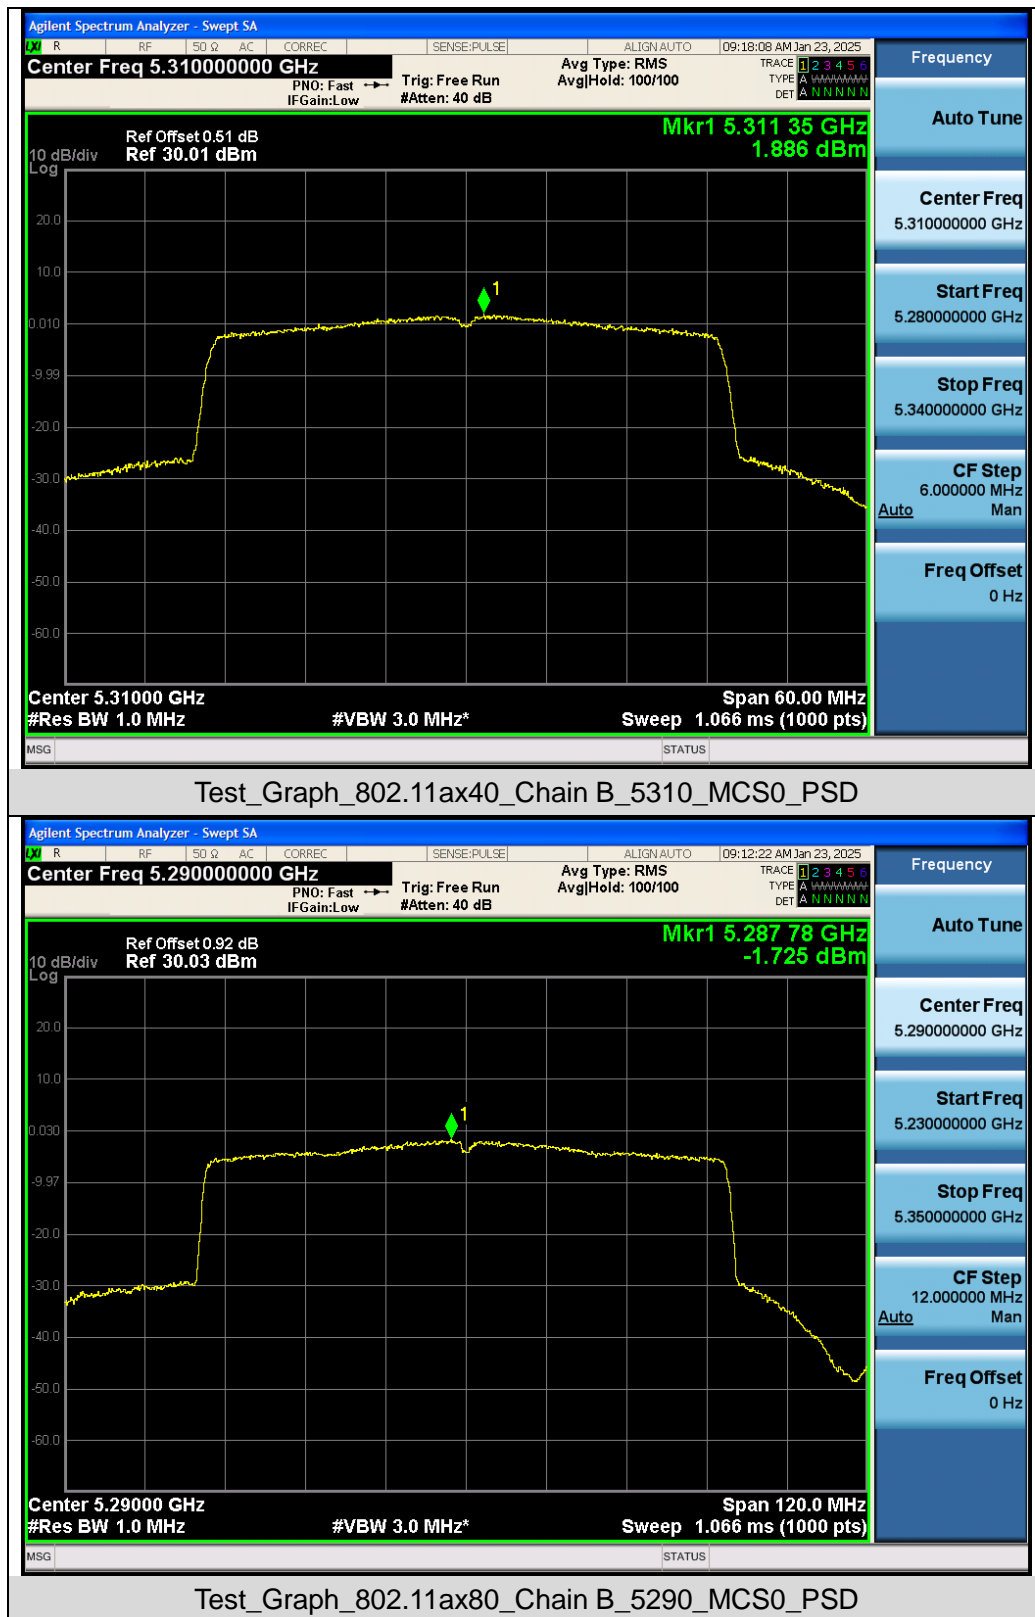 Agilent Spectrum Analyzer - Swept SA
LXI R RF 50 Ω AC CORREC SENSE:PULSE ALIGN AUTO 09:18:08 AM Jan 23, 2025
Center Freq 5.310000000 GHz
PNO: Fast
IFGain:Low
Trig: Free Run
#Atten: 40 dB
Avg Type: RMS
Avg|Hold: 100/100
TRACE 1 2 3 4 5 6
TYPE A WWWWW
DET A N N N N N
Frequency
Auto Tune
Center Freq
5.310000000 GHz
Start Freq
5.280000000 GHz
Stop Freq
5.340000000 GHz
CF Step
6.000000 MHz
Auto Man
Freq Offset
0 Hz
Mkr1 5.311 35 GHz
1.886 dBm
Ref Offset 0.51 dB
10 dB/div Ref 30.01 dBm
Log
20.0
10.0
0.010
-9.99
-20.0
-30.0
-40.0
-50.0
-60.0
1
Center 5.31000 GHz Span 60.00 MHz
#Res BW 1.0 MHz #VBW 3.0 MHz* Sweep 1.066 ms (1000 pts)
MSG STATUS
Test_Graph_802.11ax40_Chain B_5310_MCS0_PSD
Agilent Spectrum Analyzer - Swept SA
LXI R RF 50 Ω AC CORREC SENSE:PULSE ALIGN AUTO 09:12:22 AM Jan 23, 2025
Center Freq 5.290000000 GHz
PNO: Fast
IFGain:Low
Trig: Free Run
#Atten: 40 dB
Avg Type: RMS
Avg|Hold: 100/100
TRACE 1 2 3 4 5 6
TYPE A WWWWW
DET A N N N N N
Frequency
Auto Tune
Center Freq
5.290000000 GHz
Start Freq
5.230000000 GHz
Stop Freq
5.350000000 GHz
CF Step
12.000000 MHz
Auto Man
Freq Offset
0 Hz
Mkr1 5.287 78 GHz
-1.725 dBm
Ref Offset 0.92 dB
10 dB/div Ref 30.03 dBm
Log
20.0
10.0
0.030
-9.97
-20.0
-30.0
-40.0
-50.0
-60.0
1
Center 5.29000 GHz Span 120.0 MHz
#Res BW 1.0 MHz #VBW 3.0 MHz* Sweep 1.066 ms (1000 pts)
MSG STATUS
Test_Graph_802.11ax80_Chain B_5290_MCS0_PSD